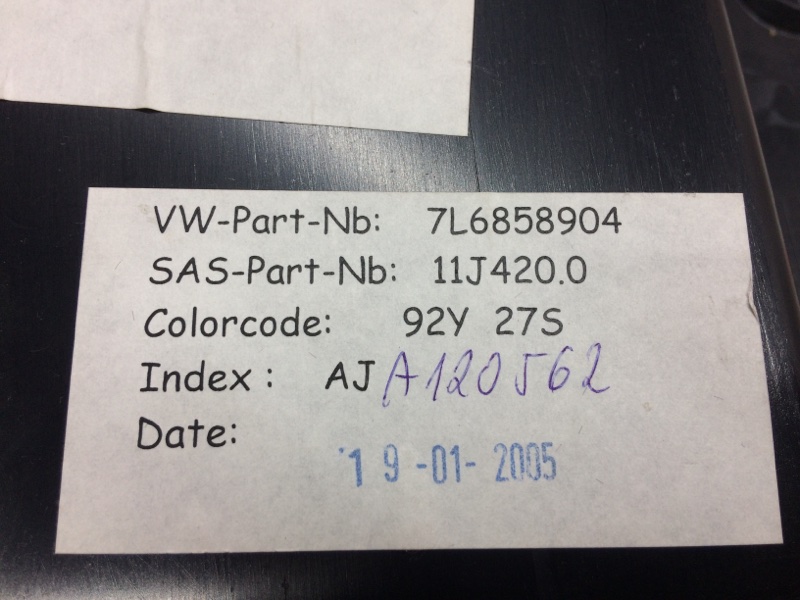 VW-Part-Nb: 7L6858904
SAS-Part-Nb: 11J420.0
Colorcode: 92Y 27S
Index: AJ A120562
Date:
19-01-2005